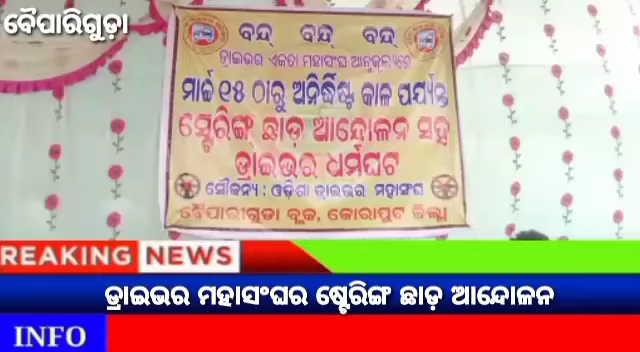 ବୈପାରିଗୁଡ଼ା
ବନ୍ଦ୍ ବନ୍ଦ୍ ବନ୍ଦ୍
ଡ୍ରାଇଭର ଏକତା ମହାସଂଘ ଆନୁକୂଲ୍ୟରେ
ମାର୍ଚ୍ଚ ୧୫ ଠାରୁ ଅନିର୍ଦ୍ଧିଷ୍ଟ କାଳ ପର୍ଯ୍ୟନ୍ତ
ସ୍ଟେରିଙ୍ଗ ଛାଡ଼ ଆନ୍ଦୋଳନ ସହ
ଡ୍ରାଇଭର ଧର୍ମଘଟ
ସୌଜନ୍ୟ : ଓଡ଼ିଶା ଡ୍ରାଇଭର ମହାସଂଘ
ବୈପାରୀଗୁଡା ବ୍ଲକ, କୋରାପୁଟ ଜିଲ୍ଲା
REAKING NEWS
ଡ୍ରାଇଭର ମହାସଂଘର ଷ୍ଟେରିଙ୍ଗ ଛାଡ଼ ଆନ୍ଦୋଳନ
INFO